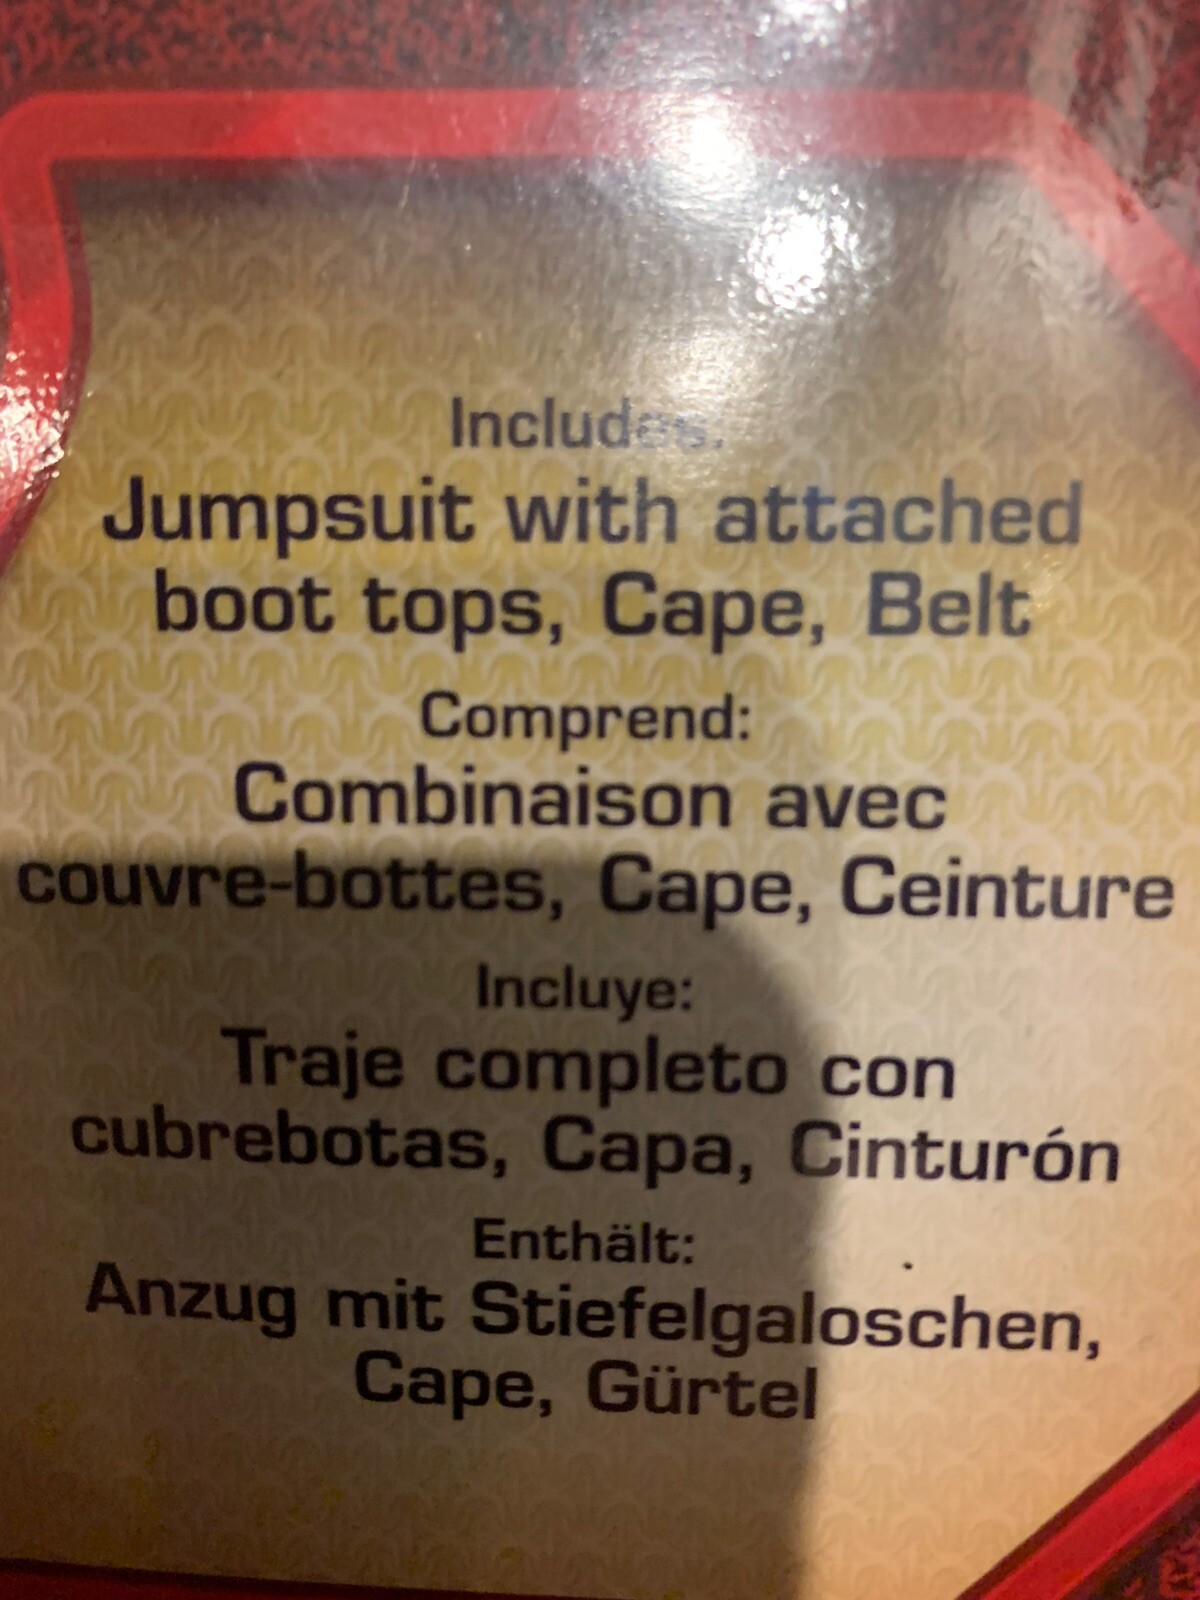 Includes:
Jumpsuit with attached
boot tops, Cape, Belt
Comprend:
Combinaison avec
couvre-bottes, Cape, Ceinture
Incluye:
Traje completo con
cubrebotas, Capa, Cinturón
Enthält:
Anzug mit Stiefelgaloschen,
Cape, Gürtel